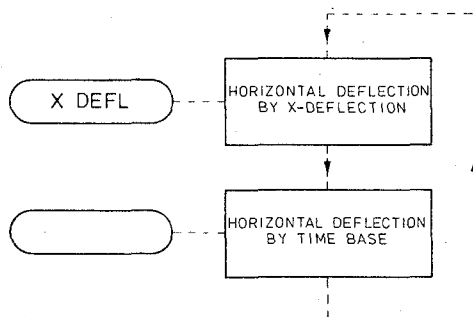 X DEFL
HORIZONTAL DEFLECTION
BY X-DEFLECTION
HORIZONTAL DEFLECTION
BY TIME BASE